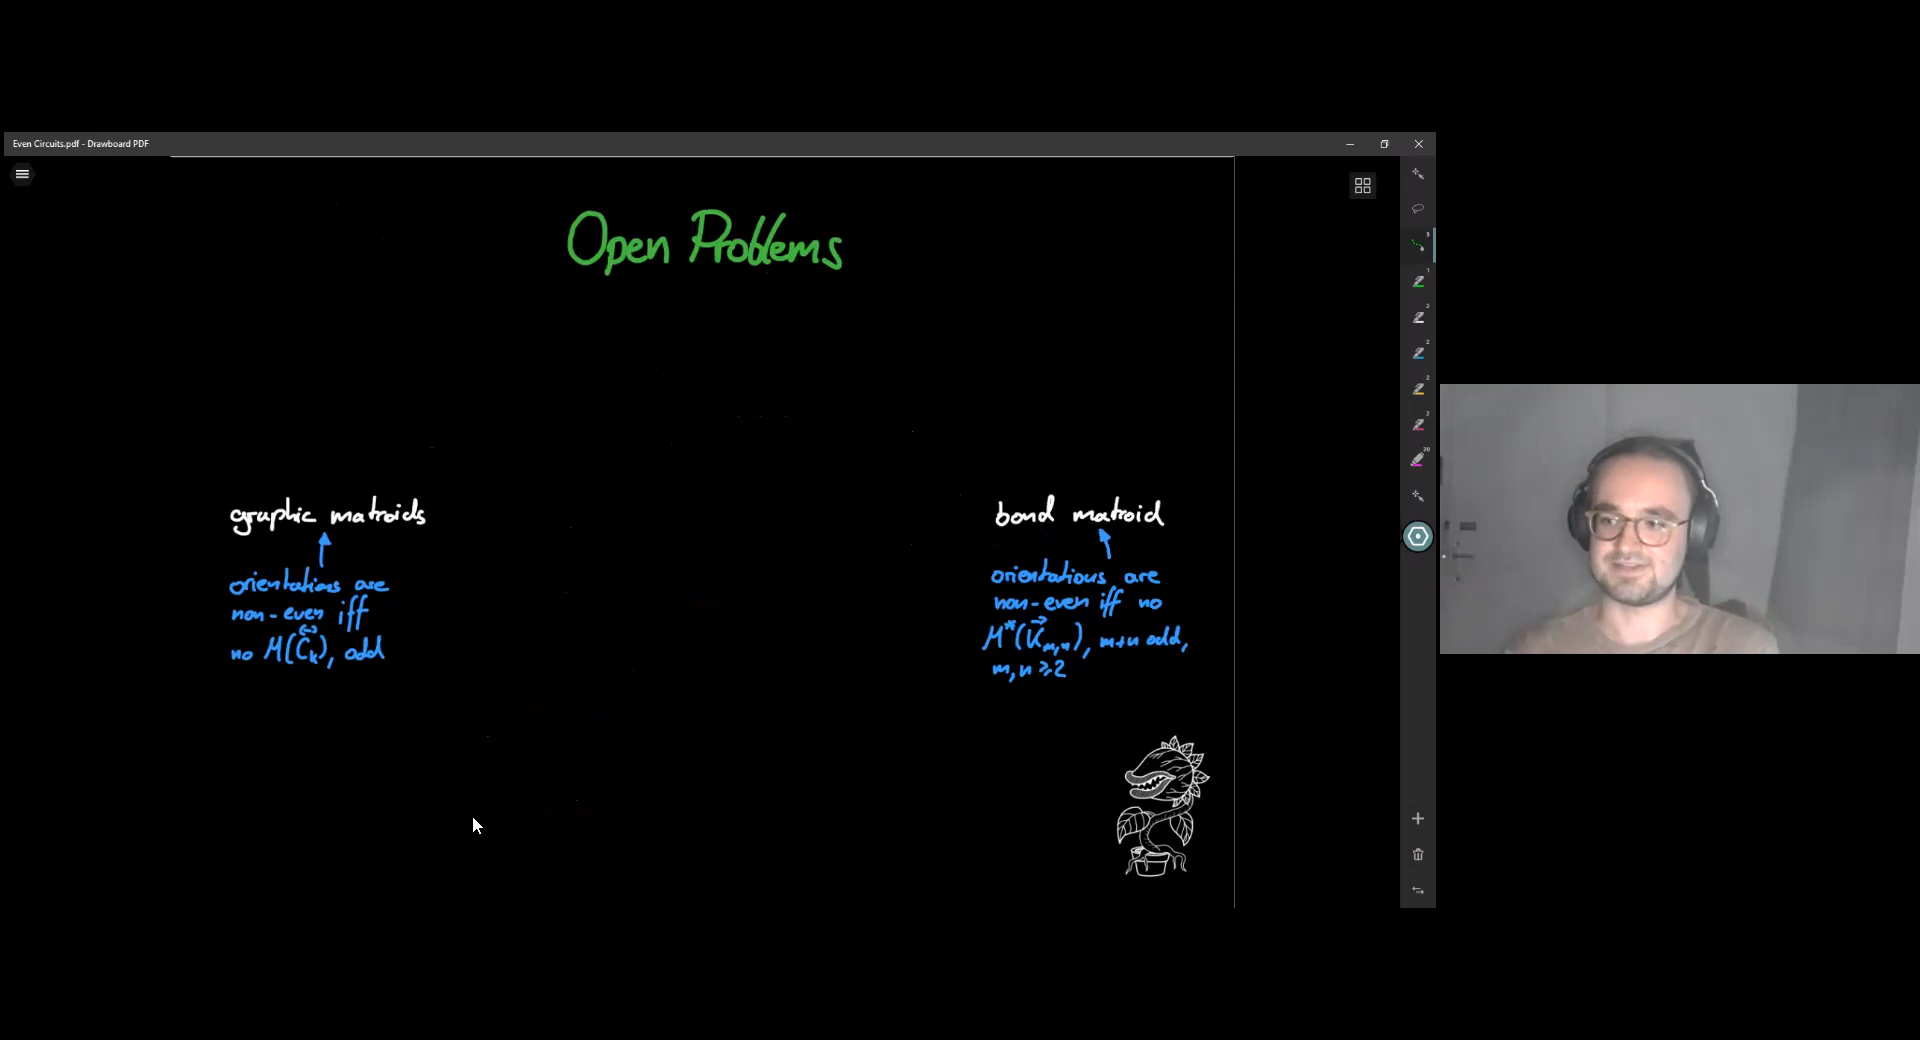 Even Circuits.pdf - Drawboard PDF
Open Problems
graphic matroids
orientations are
non-even iff
no M(C⃡ₖ), odd
bond matroid
orientations are
non-even iff no
M*(K⃗ₘ,ₙ), m+n odd,
m, n ≥ 2